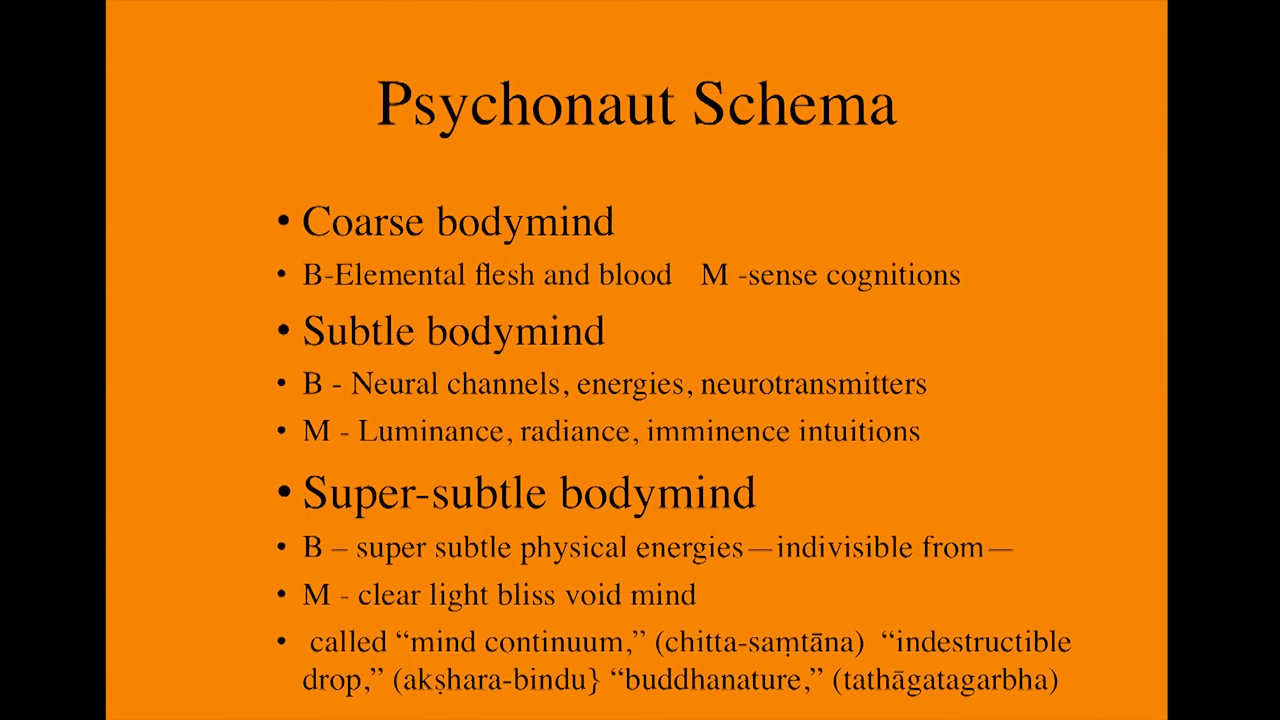 Psychonaut Schema
• Coarse bodymind
• B-Elemental flesh and blood M -sense cognitions
• Subtle bodymind
• B - Neural channels, energies, neurotransmitters
• M - Luminance, radiance, imminence intuitions
• Super-subtle bodymind
• B – super subtle physical energies—indivisible from—
• M - clear light bliss void mind
• called “mind continuum,” (chitta-saṃtāna) “indestructible
drop,” (akṣhara-bindu} “buddhanature,” (tathāgatagarbha)